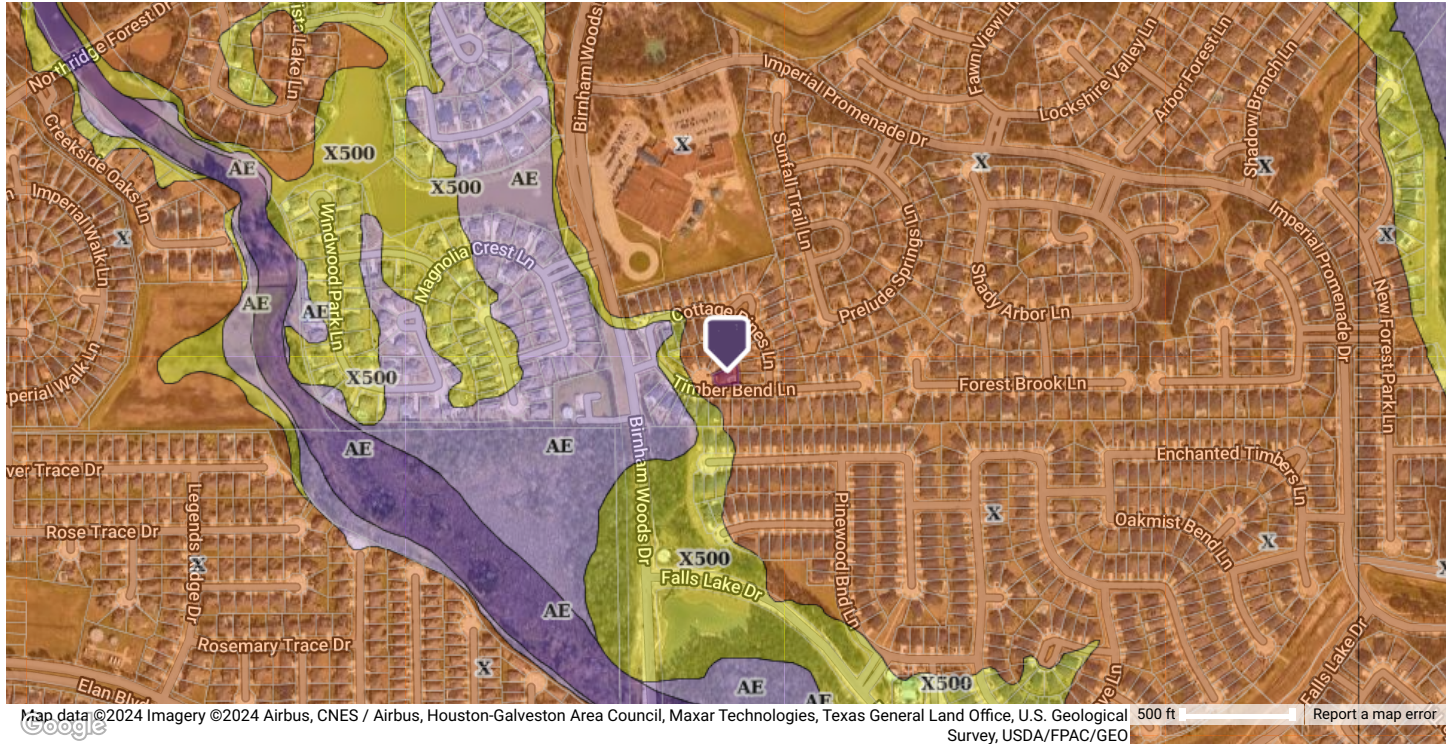 Northridge Forest Dr
Vista Lake Ln
Birnham Woods
Imperial Promenade Dr
Fawn View Ln
Lockshire Valley Ln
Arbor Forest Ln
Shadow Branch Ln
Creekside Oaks Ln
AE
X500
X500
AE
X
X
X
Imperial Walk Ln
X
Windwood Park Ln
Magnolia Crest Ln
Sunfall Trail Ln
Prelude Springs Ln
Shady Arbor Ln
Imperial Promenade Dr
X
New Forest Park Ln
AE
AE
Imperial Walk Ln
X500
Timber Bend Ln
Forest Brook Ln
AE
AE
Birnham Woods Dr
ver Trace Dr
Legends
ge Dr
Rose Trace Dr
X
Enchanted Timbers Ln
Pinewood Bnd Ln
X
Oakmist Bend Ln
X
X500
Falls Lake Dr
AE
Rosemary Trace Dr
X
Elan Blvd
AE
AE
X500
ve Ln
Falls Lake Dr
X
Google
Map data ©2024 Imagery ©2024 Airbus, CNES / Airbus, Houston-Galveston Area Council, Maxar Technologies, Texas General Land Office, U.S. Geological
Survey, USDA/FPAC/GEO
500 ft
Report a map error